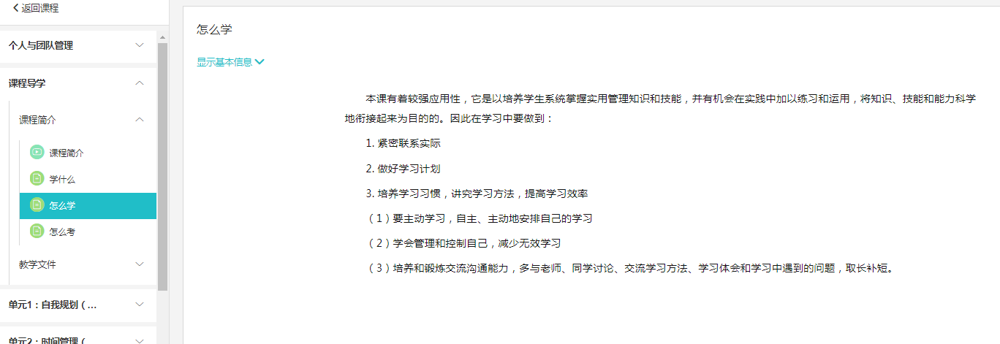 返回课程
个人与团队管理
课程导学
课程简介
课程简介
学什么
怎么学
怎么考
教学文件
单元1：自我规划（...
单元2：时间管理（
怎么学
显示基本信息
本课有着较强应用性，它是以培养学生系统掌握实用管理知识和技能，并有机会在实践中加以练习和运用，将知识、技能和能力科学
地衔接起来为目的的。因此在学习中要做到：
1. 紧密联系实际
2. 做好学习计划
3. 培养学习习惯，讲究学习方法，提高学习效率
（1）要主动学习，自主、主动地安排自己的学习
（2）学会管理和控制自己，减少无效学习
（3）培养和锻炼交流沟通能力，多与老师、同学讨论、交流学习方法、学习体会和学习中遇到的问题，取长补短。